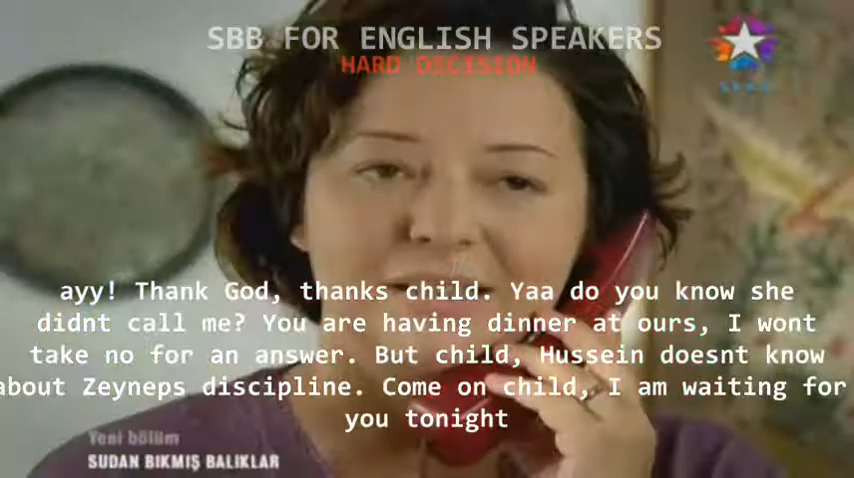 SBB FOR ENGLISH SPEAKERS
HARD DECISION
STAR
ayy! Thank God, thanks child. Yaa do you know she
didnt call me? You are having dinner at ours, I wont
take no for an answer. But child, Hussein doesnt know
about Zeyneps discipline. Come on child, I am waiting for
you tonight
Yeni bölüm
SUDAN BIKMIŞ BALIKLAR